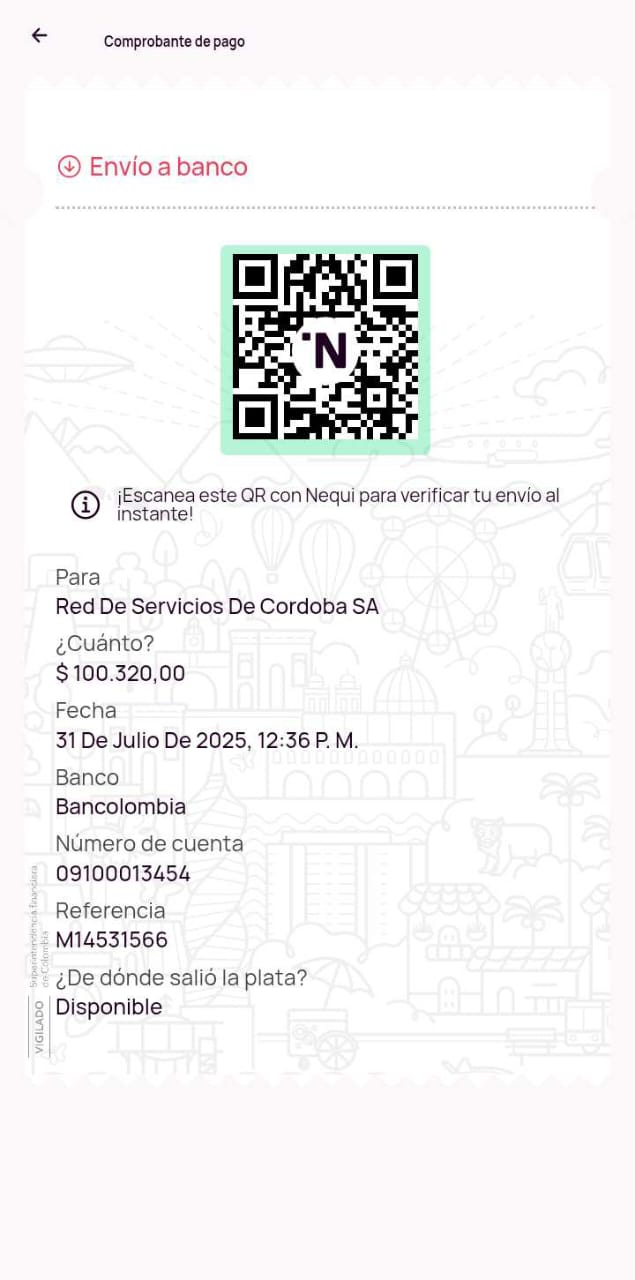 Comprobante de pago
Envío a banco
N
¡Escanea este QR con Nequi para verificar tu envío al
instante!
Para
Red De Servicios De Cordoba SA
¿Cuánto?
$ 100.320,00
Fecha
31 De Julio De 2025, 12:36 P. M.
Banco
Bancolombia
Número de cuenta
09100013454
Referencia
M14531566
¿De dónde salió la plata?
Disponible
VIGILADO
Superintendencia Financiera
de Colombia